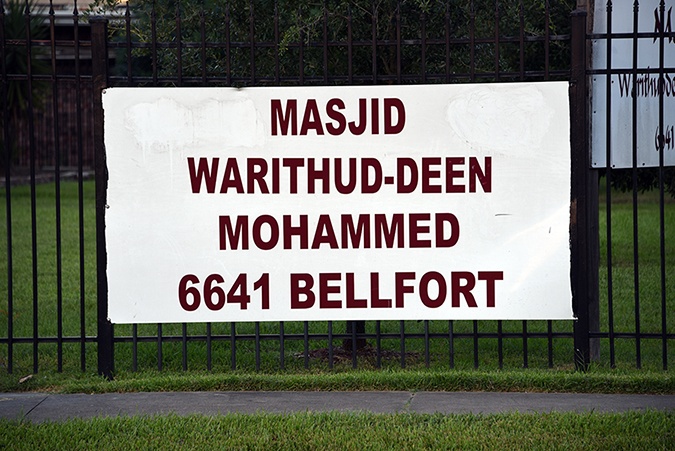 MASJID
WARITHUD-DEEN
MOHAMMED
6641 BELLFORT